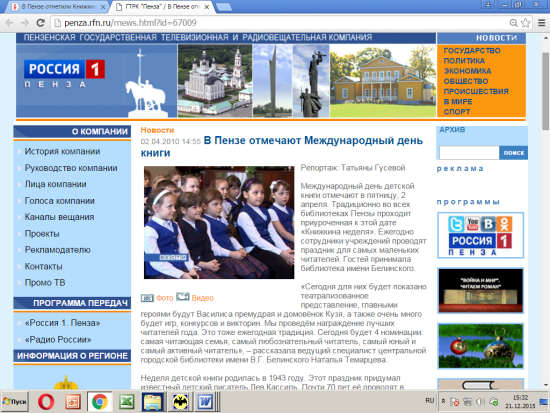 В Пензе отметили Книжкин
ГТРК "Пенза" / В Пензе от
penza.rfn.ru/rnews.html?id=67009
ПЕНЗЕНСКАЯ ГОСУДАРСТВЕННАЯ ТЕЛЕВИЗИОННАЯ И РАДИОВЕЩАТЕЛЬНАЯ КОМПАНИЯ
НОВОСТИ
РОССИЯ 1
ПЕНЗА
ГОСУДАРСТВО
ПОЛИТИКА
ЭКОНОМИКА
ОБЩЕСТВО
ПРОИСШЕСТВИЯ
В МИРЕ
СПОРТ
О КОМПАНИИ
История компании
Руководство компании
Лица компании
Голоса компании
Каналы вещания
Проекты
Рекламодателю
Контакты
Промо ТВ
ПРОГРАММА ПЕРЕДАЧ
«Россия 1. Пенза»
«Радио России»
ИНФОРМАЦИЯ О РЕГИОНЕ
Новости
02.04.2010 14:55 В Пензе отмечают Международный день
книги
ВЕСТИ
Фото Видео
Репортаж: Татьяны Гусевой
Международный день детской
книги отмечают в пятницу, 2
апреля. Традиционно во всех
библиотеках Пензы проходит
приуроченная к этой дате
«Книжкина неделя». Ежегодно
сотрудники учреждений проводят
праздник для самых маленьких
читателей. Гостей принимала
библиотека имени Белинского.
«Сегодня для них будет показано
театрализованное
представление, главными
героями будут Василиса премудрая и домовёнок Кузя, а также очень много
будет игр, конкурсов и викторин. Мы проведём награждение лучших
читателей года. Это тоже ежегодная традиция. Сегодня будет 4 номинации:
самая читающая семья, самый любознательный читатель, самый юный и
самый активный читатель», – рассказала ведущий специалист центральной
городской библиотеки имени В.Г. Белинского Наталья Темарцева.
Неделя детской книги родилась в 1943 году. Этот праздник придумал
известный детский писатель Лев Кассиль. Почти 70 лет её проводят в
АРХИВ
поиск
реклама
программы
You Tube
РОССИЯ 1
ПЕНЗА
"ВОЙНА И МИР".
ЧИТАЕМ РОМАН"
Пуск
RU
15:32
21.12.2015